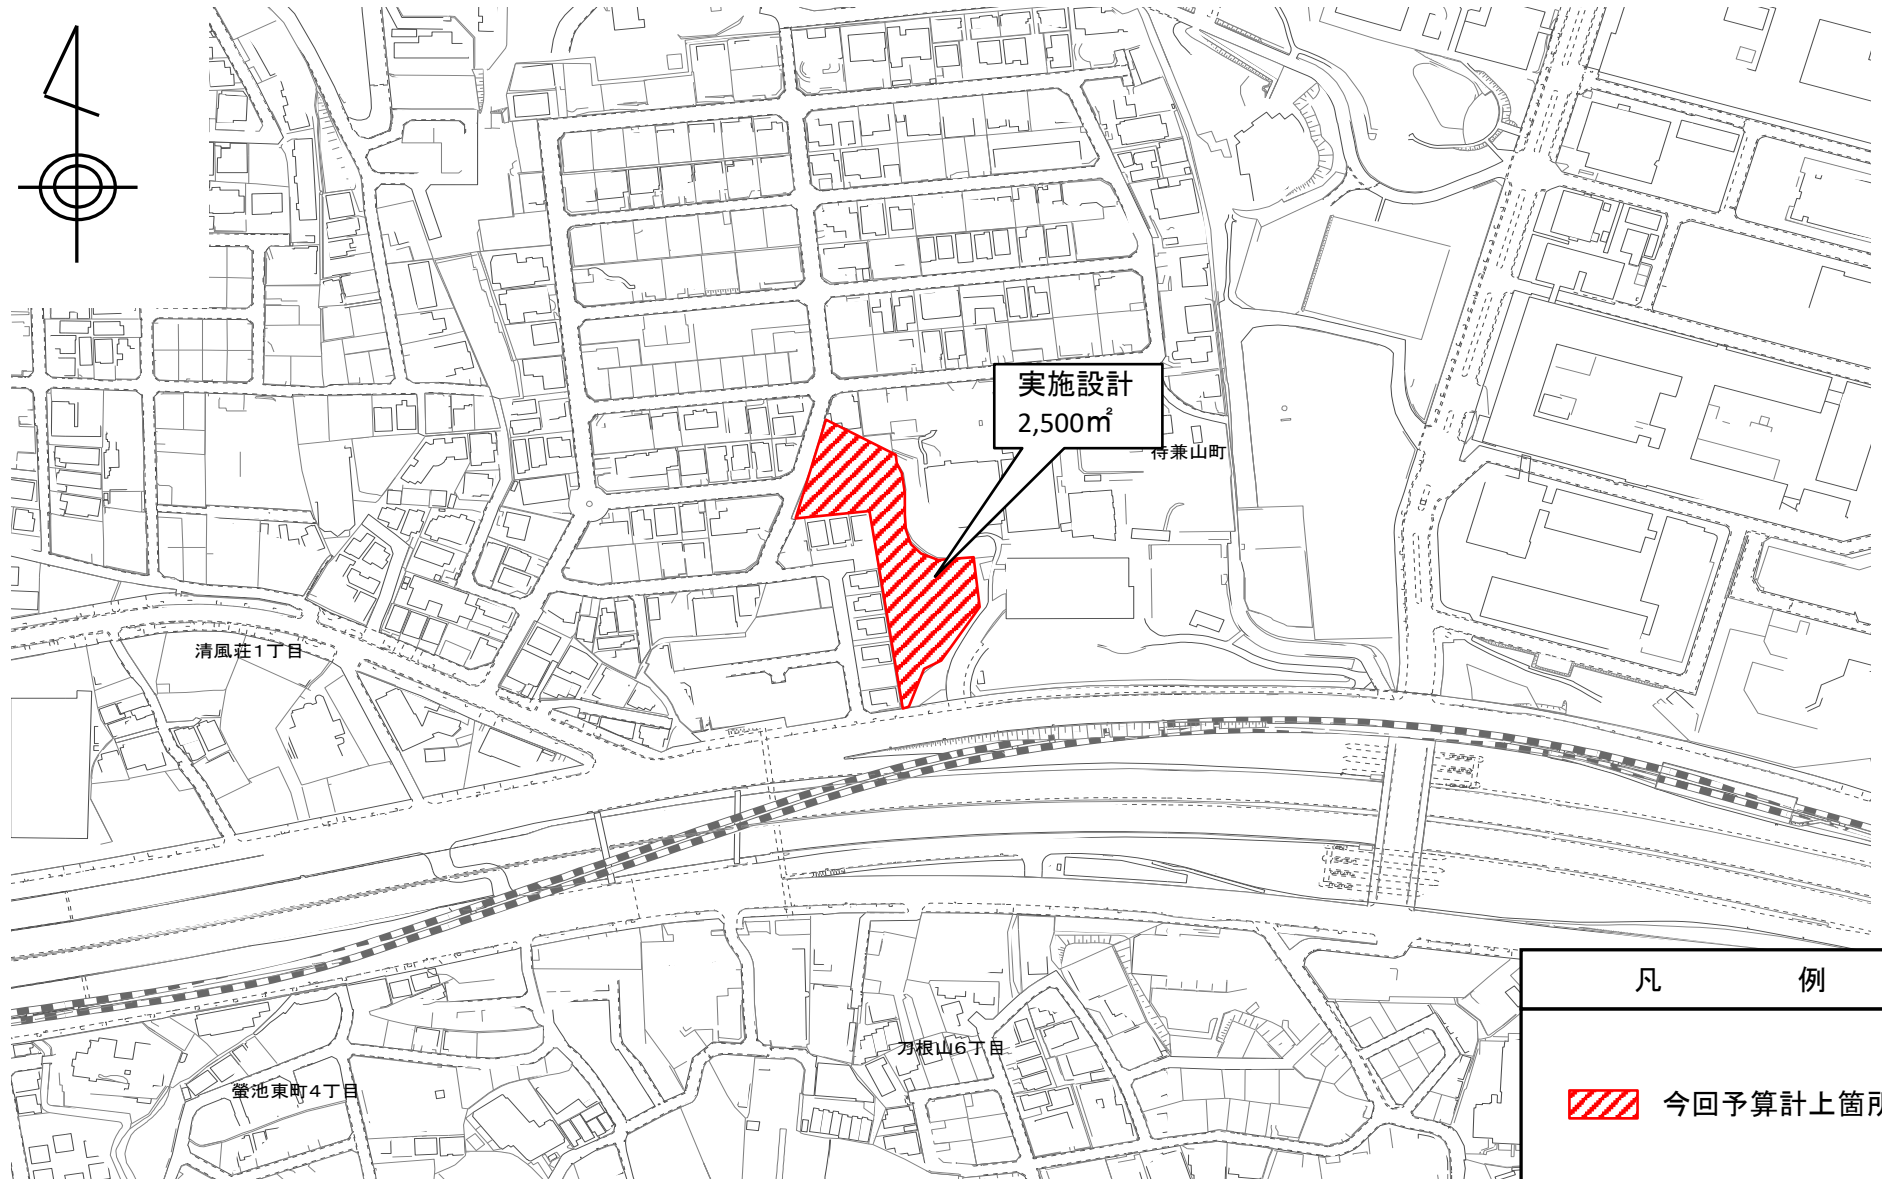 実施設計
2,500㎡
待兼山町
清風荘1丁目
刀根山6丁目
螢池東町4丁目
凡 例
今回予算計上箇所